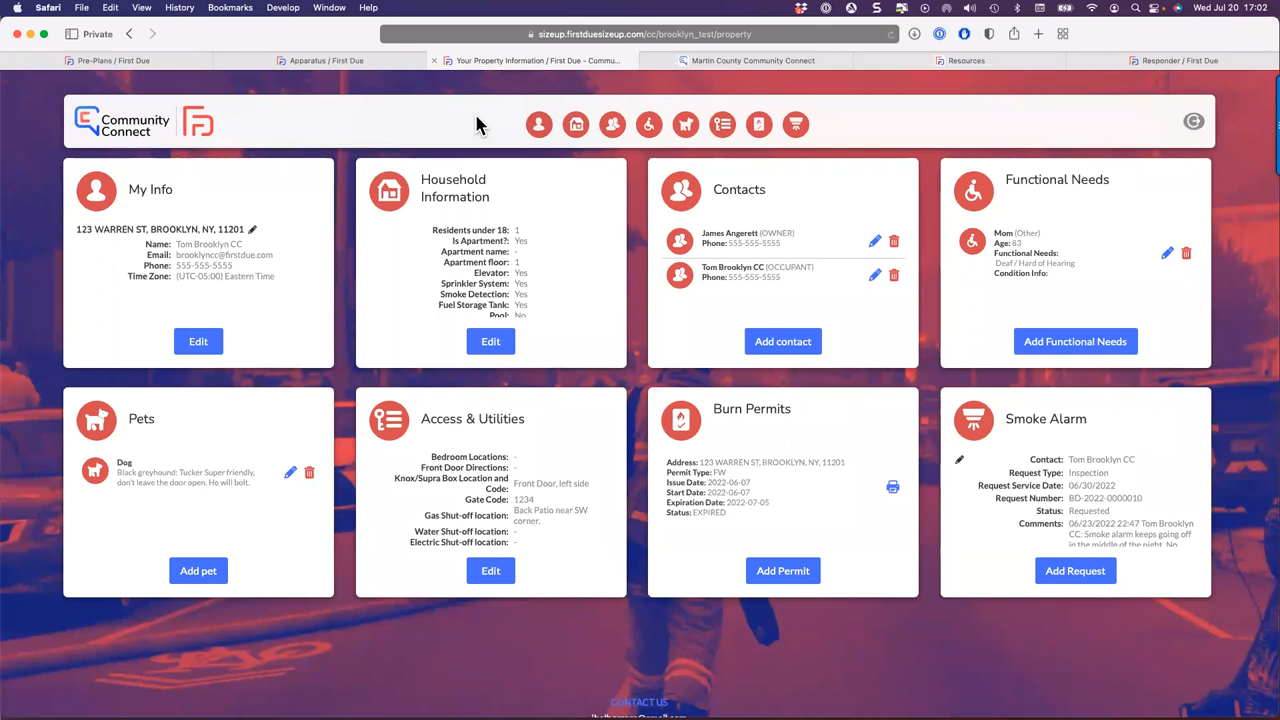 Safari File Edit View History Bookmarks Develop Window Help Wed Jul 20 17:02
Private sizeup.firstduesizeup.com/cc/brooklyn_test/property
Pre-Plans / First Due Apparatus / First Due Your Property Information / First Due - Commu... Martin County Community Connect Resources Responder / First Due
Community
Connect
My Info
123 WARREN ST, BROOKLYN, NY, 11201
Name: Tom Brooklyn CC
Email: brooklyncc@firstdue.com
Phone: 555-555-5555
Time Zone: (UTC-05:00) Eastern Time
Edit
Household
Information
Residents under 18: 1
Is Apartment?: Yes
Apartment name: -
Apartment floor: 1
Elevator: Yes
Sprinkler System: Yes
Smoke Detection: Yes
Fuel Storage Tank: Yes
Pool: No
Edit
Contacts
James Angerett (OWNER)
Phone: 555-555-5555
Tom Brooklyn CC (OCCUPANT)
Phone: 555-555-5555
Add contact
Functional Needs
Mom (Other)
Age: 83
Functional Needs:
Deaf / Hard of Hearing
Condition Info:
Add Functional Needs
Pets
Dog
Black greyhound: Tucker Super friendly,
don't leave the door open. He will bolt.
Add pet
Access & Utilities
Bedroom Locations: -
Front Door Directions: -
Knox/Supra Box Location and
Code: Front Door, left side
Gate Code: 1234
Gas Shut-off location: Back Patio near SW
corner.
Water Shut-off location: -
Electric Shut-off location: -
Edit
Burn Permits
Address: 123 WARREN ST, BROOKLYN, NY, 11201
Permit Type: FW
Issue Date: 2022-06-07
Start Date: 2022-06-07
Expiration Date: 2022-07-05
Status: EXPIRED
Add Permit
Smoke Alarm
Contact: Tom Brooklyn CC
Request Type: Inspection
Request Service Date: 06/30/2022
Request Number: BD-2022-0000010
Status: Requested
Comments: 06/23/2022 22:47 Tom Brooklyn
CC: Smoke alarm keeps going off
in the middle of the night. No
Add Request
CONTACT US